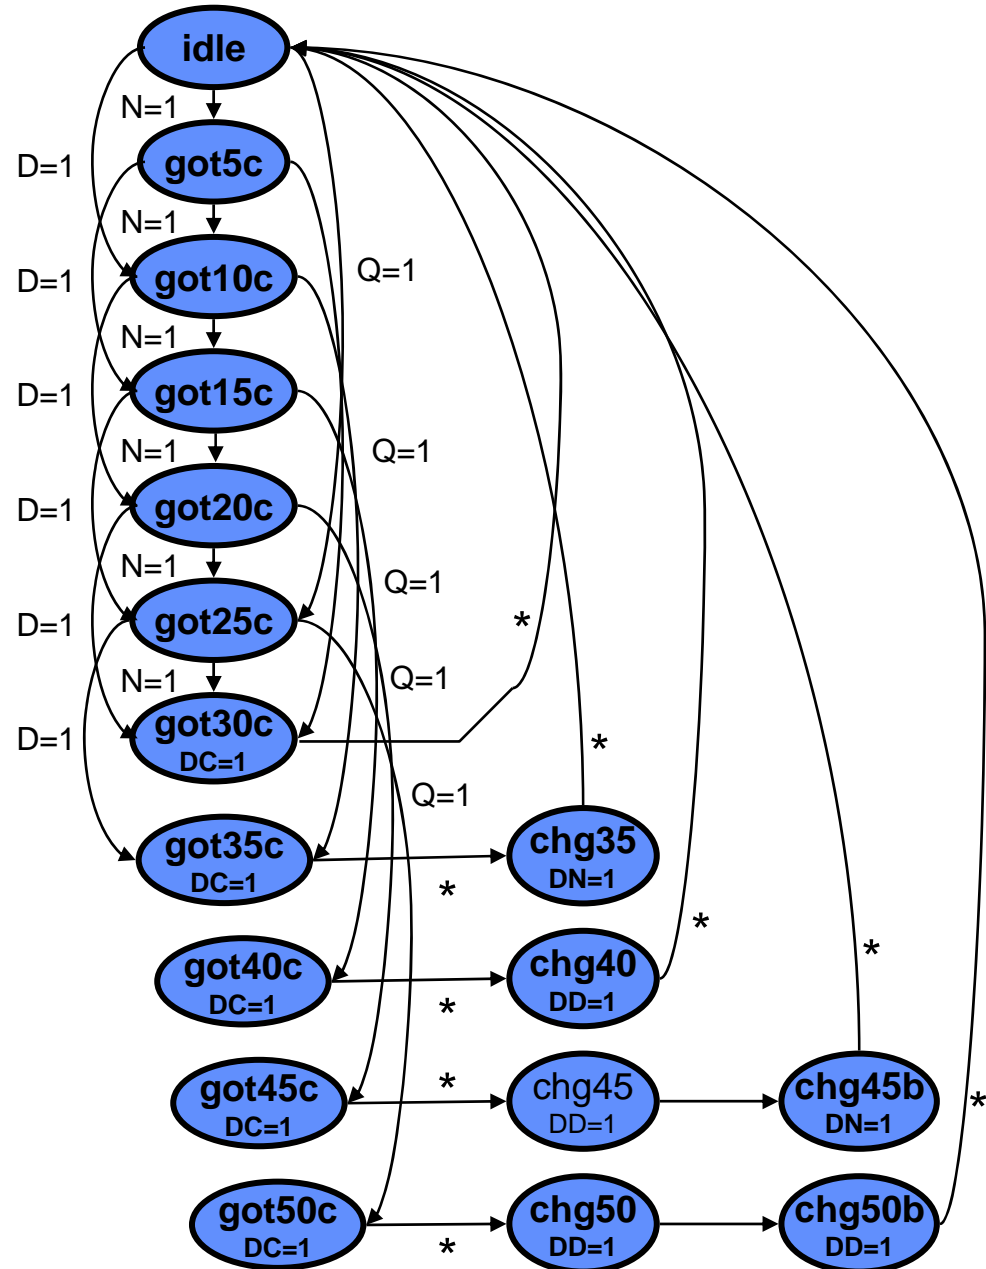 idle
N=1
D=1
got5c
N=1
D=1
got10c
Q=1
N=1
D=1
got15c
Q=1
N=1
D=1
got20c
Q=1
N=1
D=1
got25c
*
Q=1
N=1
D=1
got30c
DC=1
*
Q=1
got35c
DC=1
*
chg35
DN=1
*
got40c
DC=1
*
chg40
DD=1
*
got45c
DC=1
*
chg45
DD=1
chg45b
DN=1
*
got50c
DC=1
*
chg50
DD=1
chg50b
DD=1